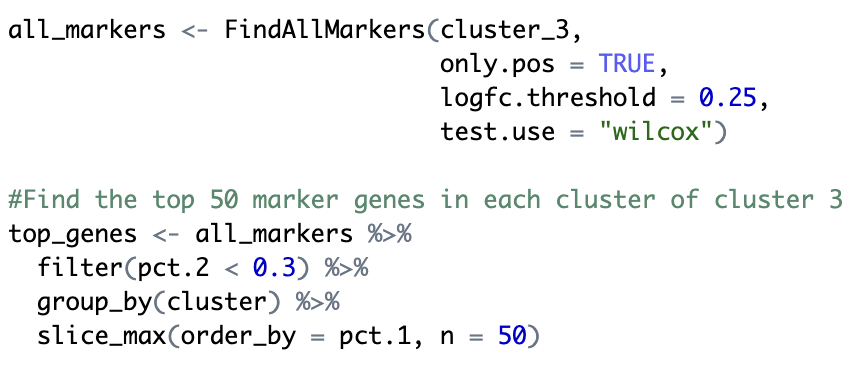 all_markers <- FindAllMarkers(cluster_3,
                              only.pos = TRUE,
                              logfc.threshold = 0.25,
                              test.use = "wilcox")

#Find the top 50 marker genes in each cluster of cluster 3
top_genes <- all_markers %>%
  filter(pct.2 < 0.3) %>%
  group_by(cluster) %>%
  slice_max(order_by = pct.1, n = 50)